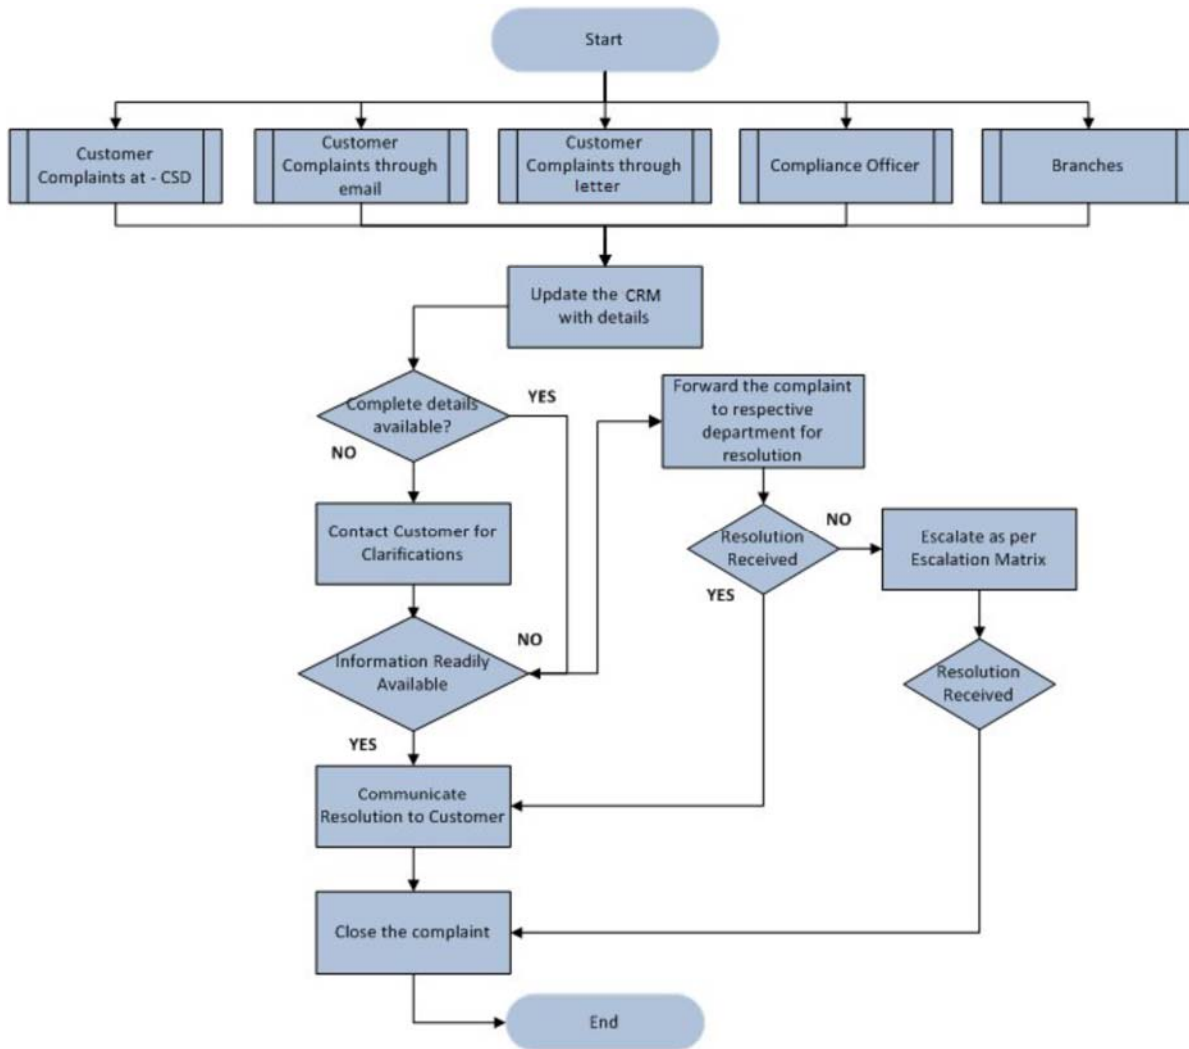 Start
Customer
Complaints at - CSD
Customer
Complaints through
email
Customer
Complaints through
letter
Compliance Officer
Branches
Update the CRM
with details
Complete details
available?
YES
NO
Forward the complaint
to respective
department for
resolution
Contact Customer for
Clarifications
Resolution
Received
NO
YES
Escalate as per
Escalation Matrix
Information Readily
Available
NO
YES
Resolution
Received
Communicate
Resolution to Customer
Close the complaint
End